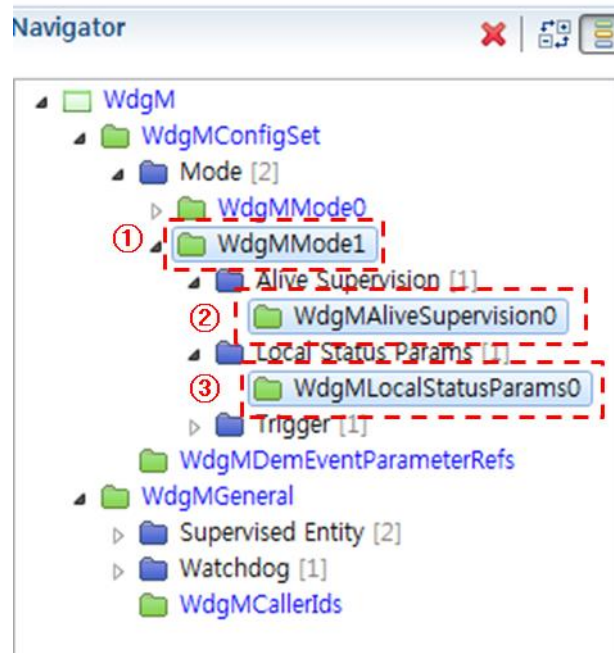 Navigator
WdgM
WdgMConfigSet
Mode [2]
WdgMMode0
① WdgMMode1
Alive Supervision [1]
② WdgMAliveSupervision0
Local Status Params [1]
③ WdgMLocalStatusParams0
Trigger [1]
WdgMDemEventParameterRefs
WdgMGeneral
Supervised Entity [2]
Watchdog [1]
WdgMCallerIds